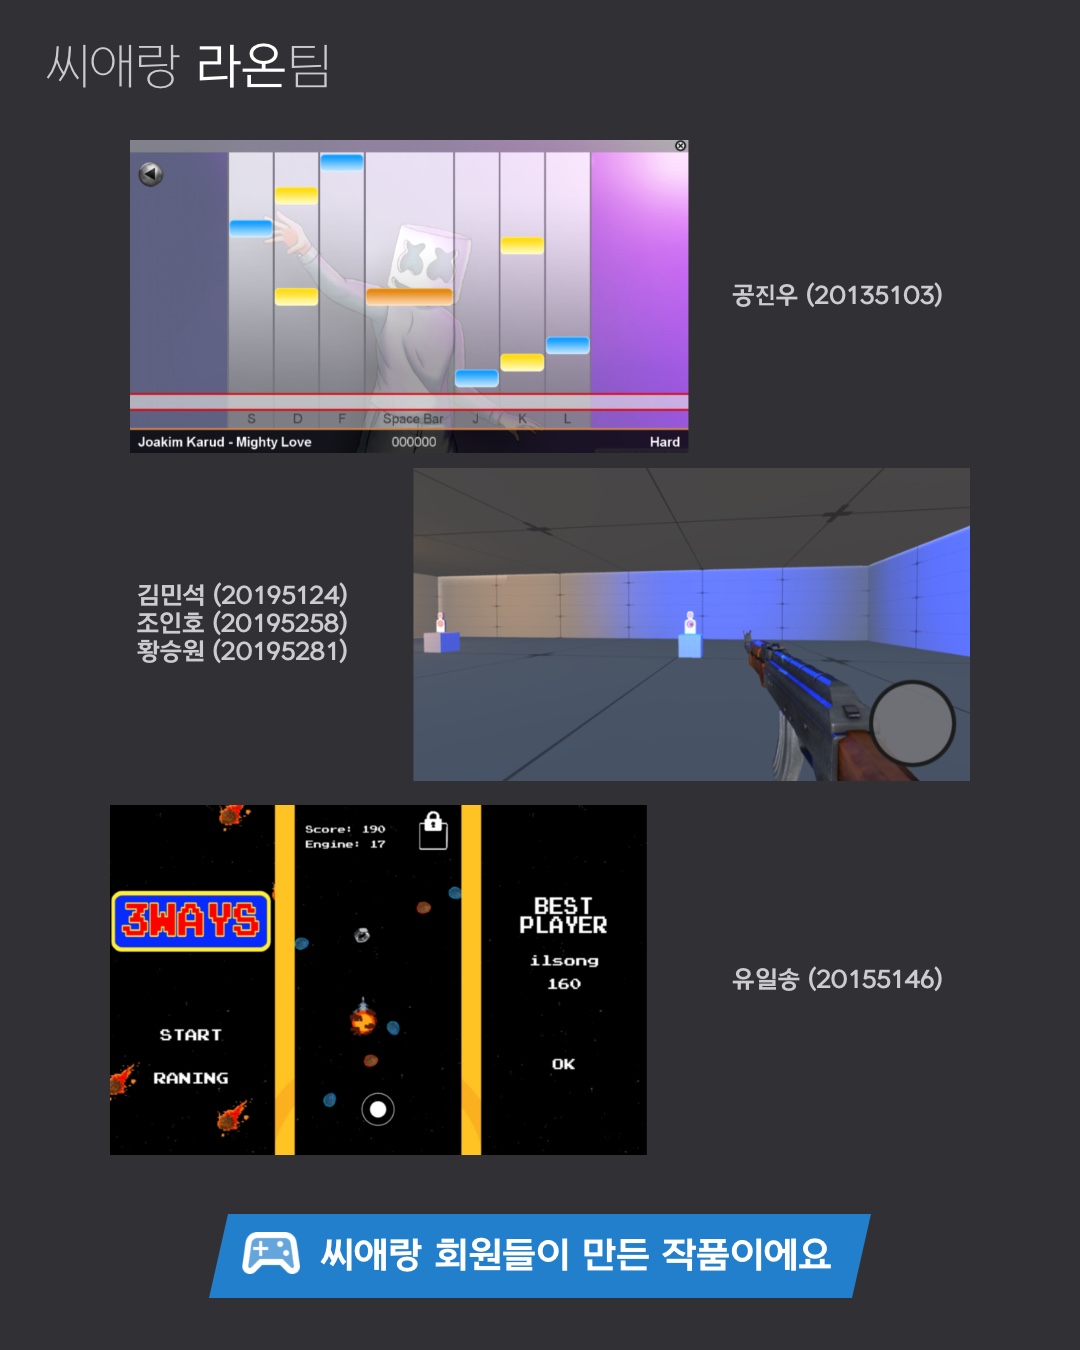 씨애랑 라온팀
S D F Space Bar J K L
Joakim Karud - Mighty Love 000000 Hard
공진우 (20135103)
김민석 (20195124)
조인호 (20195258)
황승원 (20195281)
3WAYS
START
RANING
Score: 190
Engine: 17
BEST
PLAYER
ilsong
160
OK
유일송 (20155146)
씨애랑 회원들이 만든 작품이에요